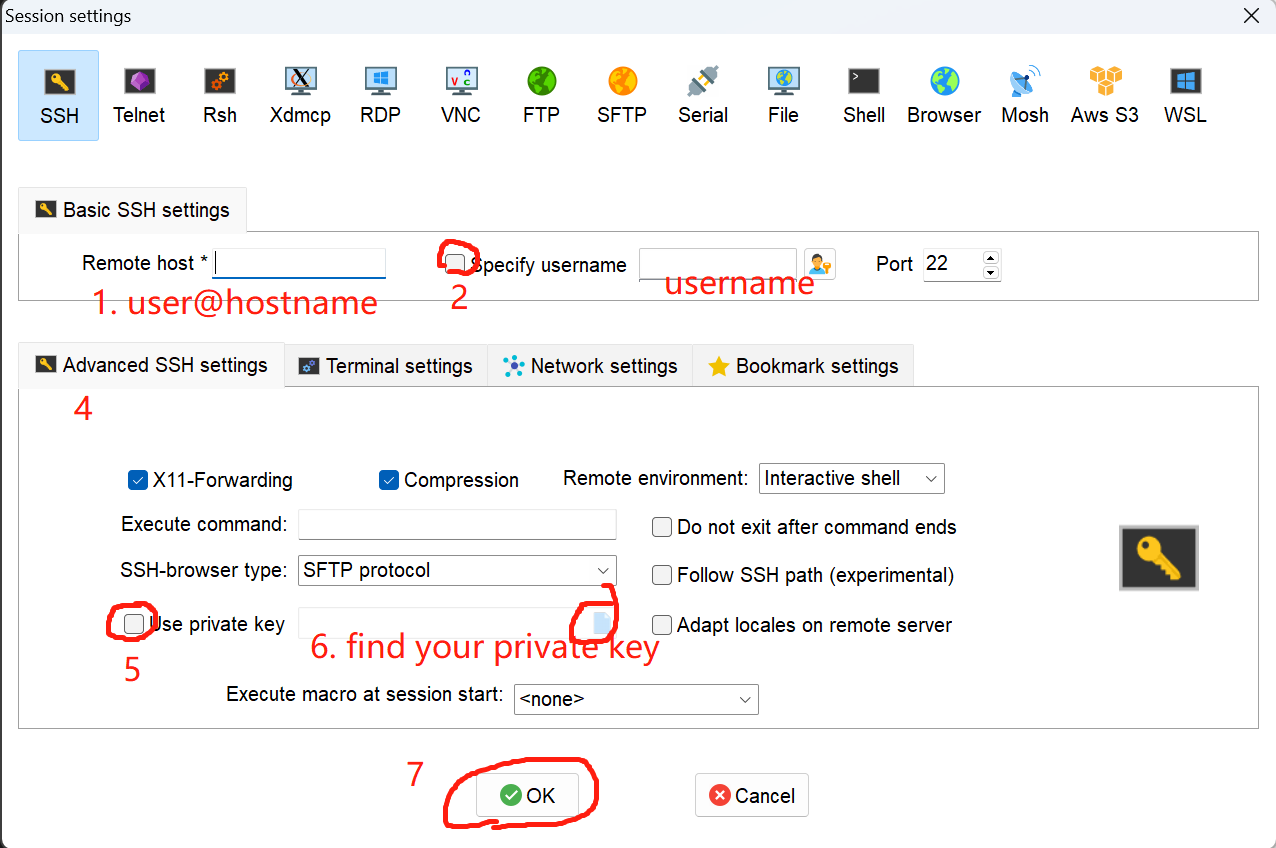 Session settings
SSH Telnet Rsh Xdmcp RDP VNC FTP SFTP Serial File Shell Browser Mosh Aws S3 WSL
Basic SSH settings
Remote host * Specify username Port 22
1. user@hostname 2 username
Advanced SSH settings Terminal settings Network settings Bookmark settings
4
X11-Forwarding Compression Remote environment: Interactive shell
Execute command: Do not exit after command ends
SSH-browser type: SFTP protocol Follow SSH path (experimental)
Use private key Adapt locales on remote server
5 6. find your private key
Execute macro at session start: <none>
7
OK Cancel